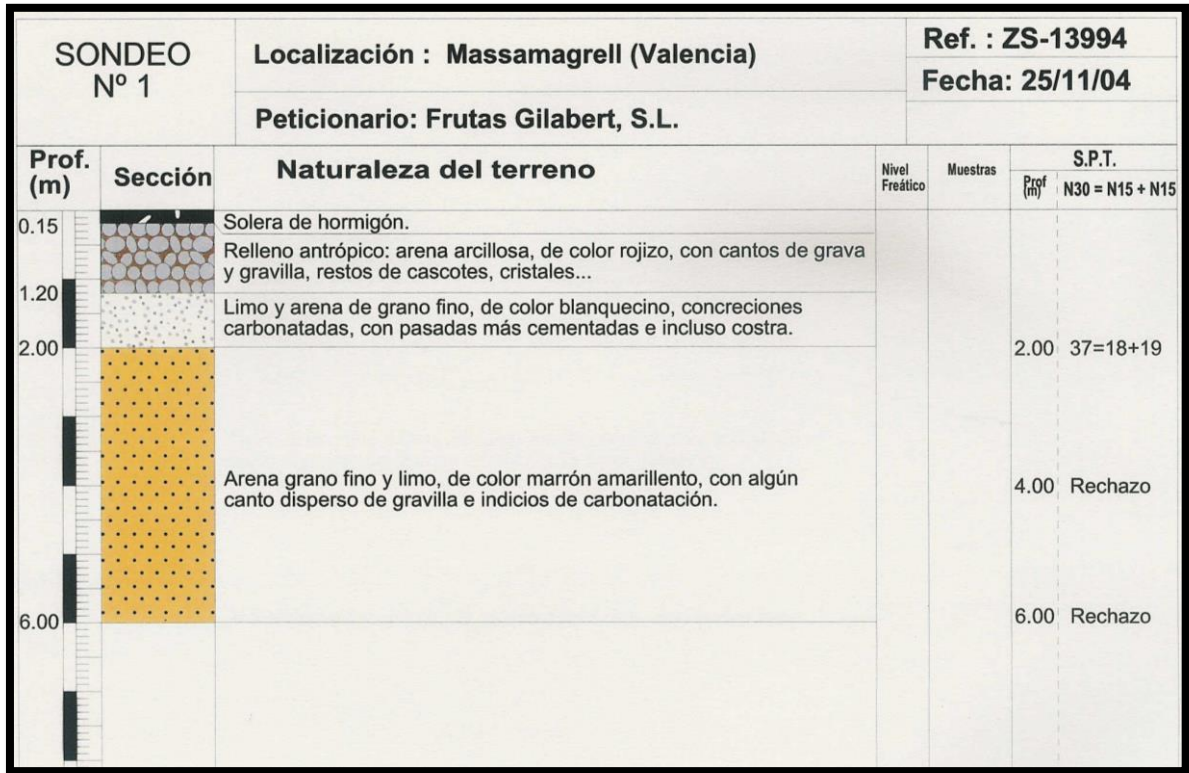 SONDEO
Nº 1
Localización : Massamagrell (Valencia)
Peticionario: Frutas Gilabert, S.L.
Ref. : ZS-13994
Fecha: 25/11/04
Prof.
(m)
Sección
Naturaleza del terreno
Nivel
Freático
Muestras
S.P.T.
Prof
(m)
N30 = N15 + N15
0.15
Solera de hormigón.
Relleno antrópico: arena arcillosa, de color rojizo, con cantos de grava
y gravilla, restos de cascotes, cristales...
1.20
Limo y arena de grano fino, de color blanquecino, concreciones
carbonatadas, con pasadas más cementadas e incluso costra.
2.00
2.00 37=18+19
Arena grano fino y limo, de color marrón amarillento, con algún
canto disperso de gravilla e indicios de carbonatación.
4.00 Rechazo
6.00
6.00 Rechazo